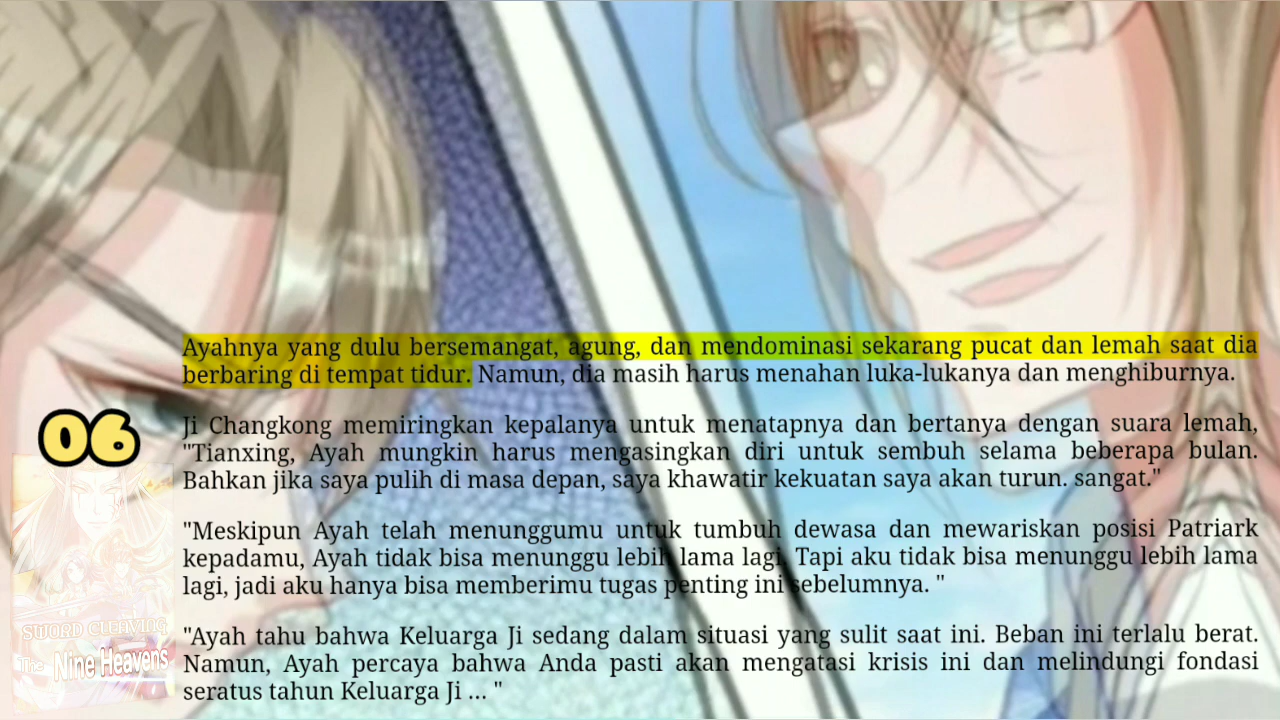 Ayahnya yang dulu bersemangat, agung, dan mendominasi sekarang pucat dan lemah saat dia
berbaring di tempat tidur. Namun, dia masih harus menahan luka-lukanya dan menghiburnya.
Ji Changkong memiringkan kepalanya untuk menatapnya dan bertanya dengan suara lemah,
"Tianxing, Ayah mungkin harus mengasingkan diri untuk sembuh selama beberapa bulan.
Bahkan jika saya pulih di masa depan, saya khawatir kekuatan saya akan turun. sangat."
"Meskipun Ayah telah menunggumu untuk tumbuh dewasa dan mewariskan posisi Patriark
kepadamu, Ayah tidak bisa menunggu lebih lama lagi. Tapi aku tidak bisa menunggu lebih lama
lagi, jadi aku hanya bisa memberimu tugas penting ini sebelumnya. "
"Ayah tahu bahwa Keluarga Ji sedang dalam situasi yang sulit saat ini. Beban ini terlalu berat.
Namun, Ayah percaya bahwa Anda pasti akan mengatasi krisis ini dan melindungi fondasi
seratus tahun Keluarga Ji ... "
06
SWORD CLEAVING
The Nine Heavens